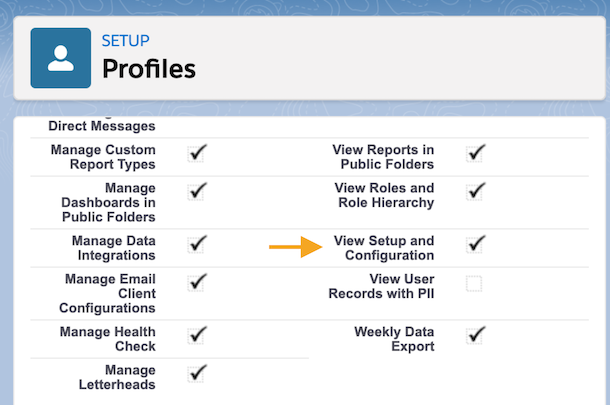 SETUP
Profiles
Direct Messages
Manage Custom
Report Types
View Reports in
Public Folders
Manage
Dashboards in
Public Folders
View Roles and
Role Hierarchy
Manage Data
Integrations
View Setup and
Configuration
Manage Email
Client
Configurations
View User
Records with PII
Manage Health
Check
Weekly Data
Export
Manage
Letterheads